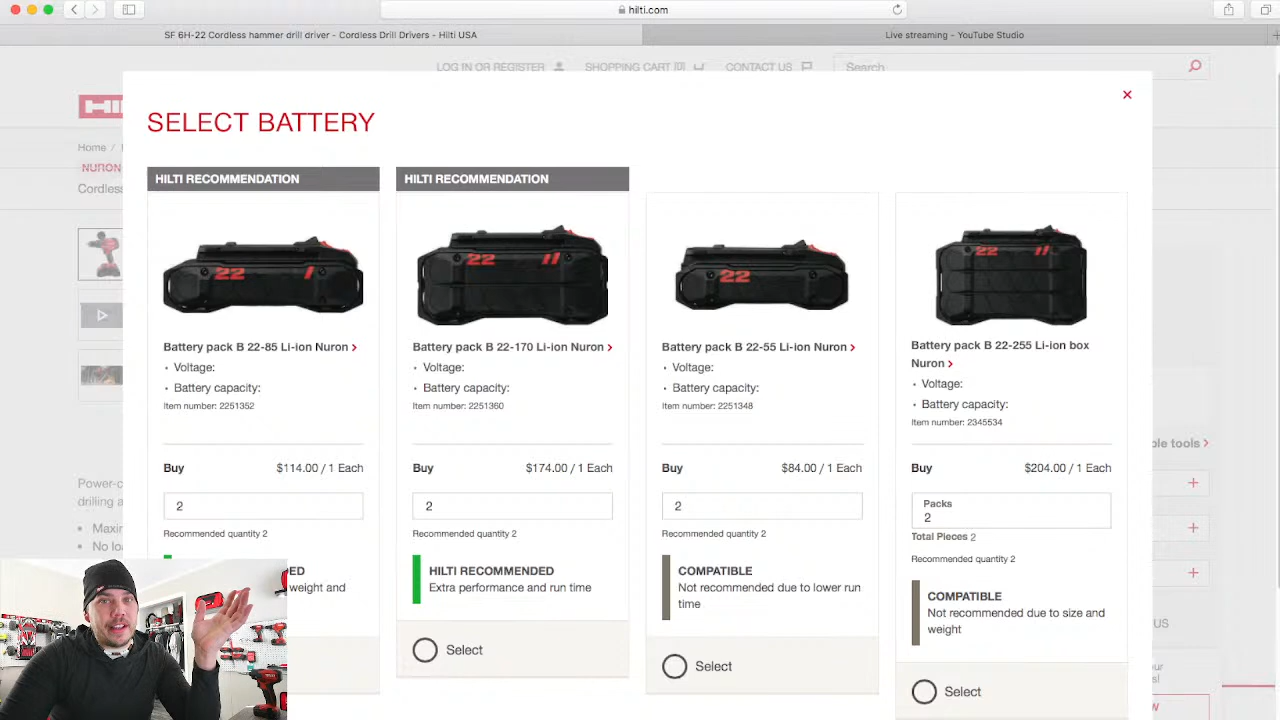 hilti.com
SF 6H-22 Cordless hammer drill driver - Cordless Drill Drivers - Hilti USA
Live streaming - YouTube Studio
LOG IN OR REGISTER
SHOPPING CART (0)
CONTACT US
Search
HIL
Home /
NURON
Cordles
SELECT BATTERY
HILTI RECOMMENDATION
22 /
Battery pack B 22-85 Li-ion Nuron
• Voltage:
• Battery capacity:
Item number: 2251352
Buy $114.00 / 1 Each
2
Recommended quantity 2
ED
weight and
HILTI RECOMMENDATION
22 //
Battery pack B 22-170 Li-ion Nuron
• Voltage:
• Battery capacity:
Item number: 2251360
Buy $174.00 / 1 Each
2
Recommended quantity 2
HILTI RECOMMENDED
Extra performance and run time
Select
22
Battery pack B 22-55 Li-ion Nuron
• Voltage:
• Battery capacity:
Item number: 2251348
Buy $84.00 / 1 Each
2
Recommended quantity 2
COMPATIBLE
Not recommended due to lower run
time
Select
22 //
Battery pack B 22-255 Li-ion box
Nuron
• Voltage:
• Battery capacity:
Item number: 2345534
Buy $204.00 / 1 Each
Packs
2
Total Pieces 2
Recommended quantity 2
COMPATIBLE
Not recommended due to size and
weight
Select
Power-c
drilling a
• Maxin
• No loa
ble tools
US
our
s!
W